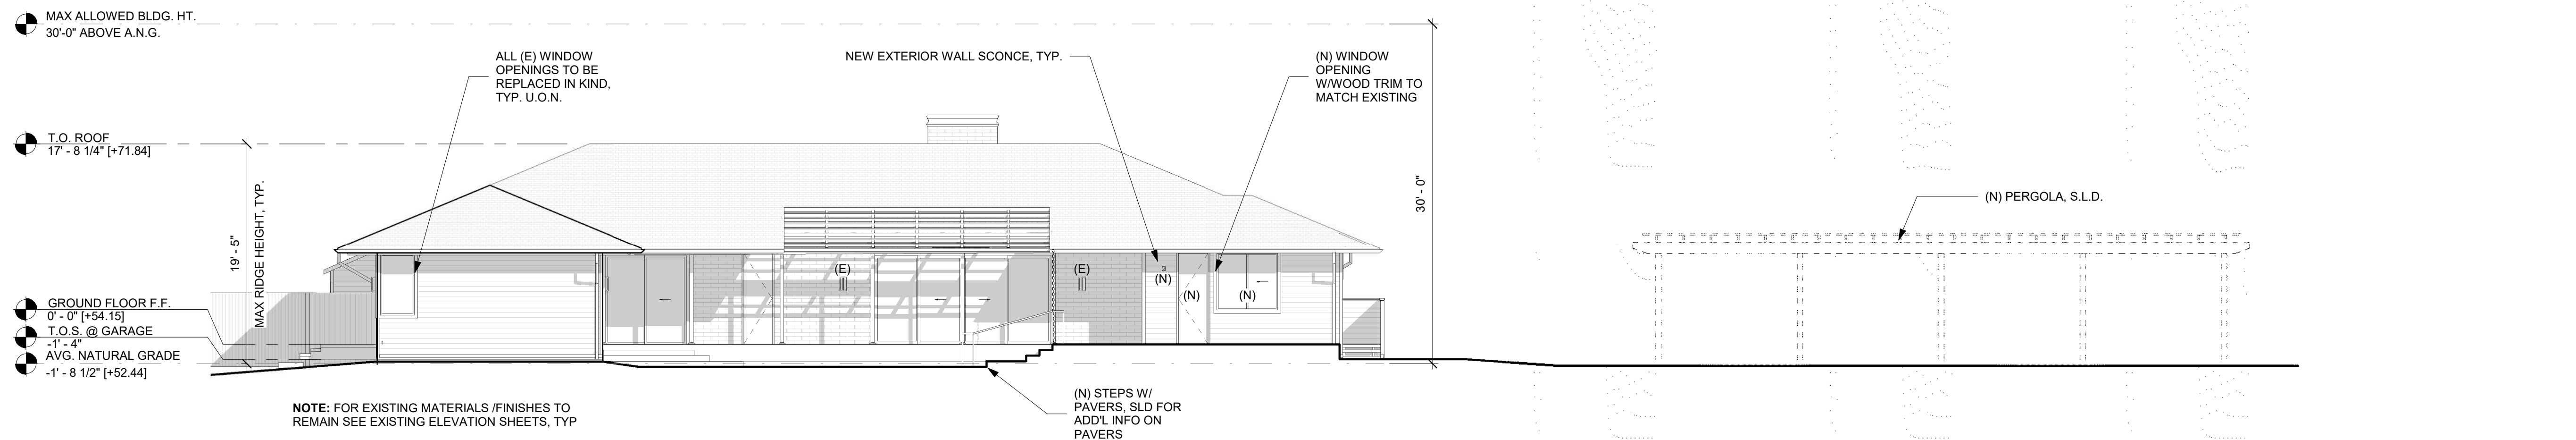 MAX ALLOWED BLDG. HT.
30'-0" ABOVE A.N.G.
ALL (E) WINDOW
OPENINGS TO BE
REPLACED IN KIND,
TYP. U.O.N.
NEW EXTERIOR WALL SCONCE, TYP.
(N) WINDOW
OPENING
W/WOOD TRIM TO
MATCH EXISTING
T.O. ROOF
17' - 8 1/4" [+71.84]
19' - 5"
MAX RIDGE HEIGHT, TYP.
30' - 0"
(N) PERGOLA, S.L.D.
(E)
(E)
(N)
(N)
(N)
GROUND FLOOR F.F.
0' - 0" [+54.15]
T.O.S. @ GARAGE
-1' - 4"
AVG. NATURAL GRADE
-1' - 8 1/2" [+52.44]
(N) STEPS W/
PAVERS, SLD FOR
ADD'L INFO ON
PAVERS
NOTE: FOR EXISTING MATERIALS /FINISHES TO
REMAIN SEE EXISTING ELEVATION SHEETS, TYP